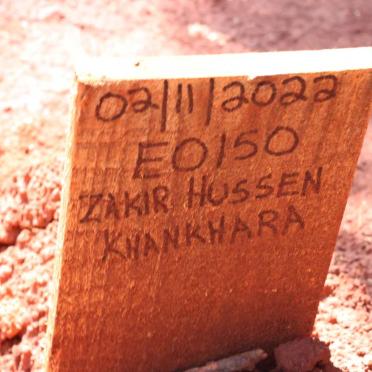 02/11/2022
E0150
ZAKIR HUSSEN
KHANKHARA